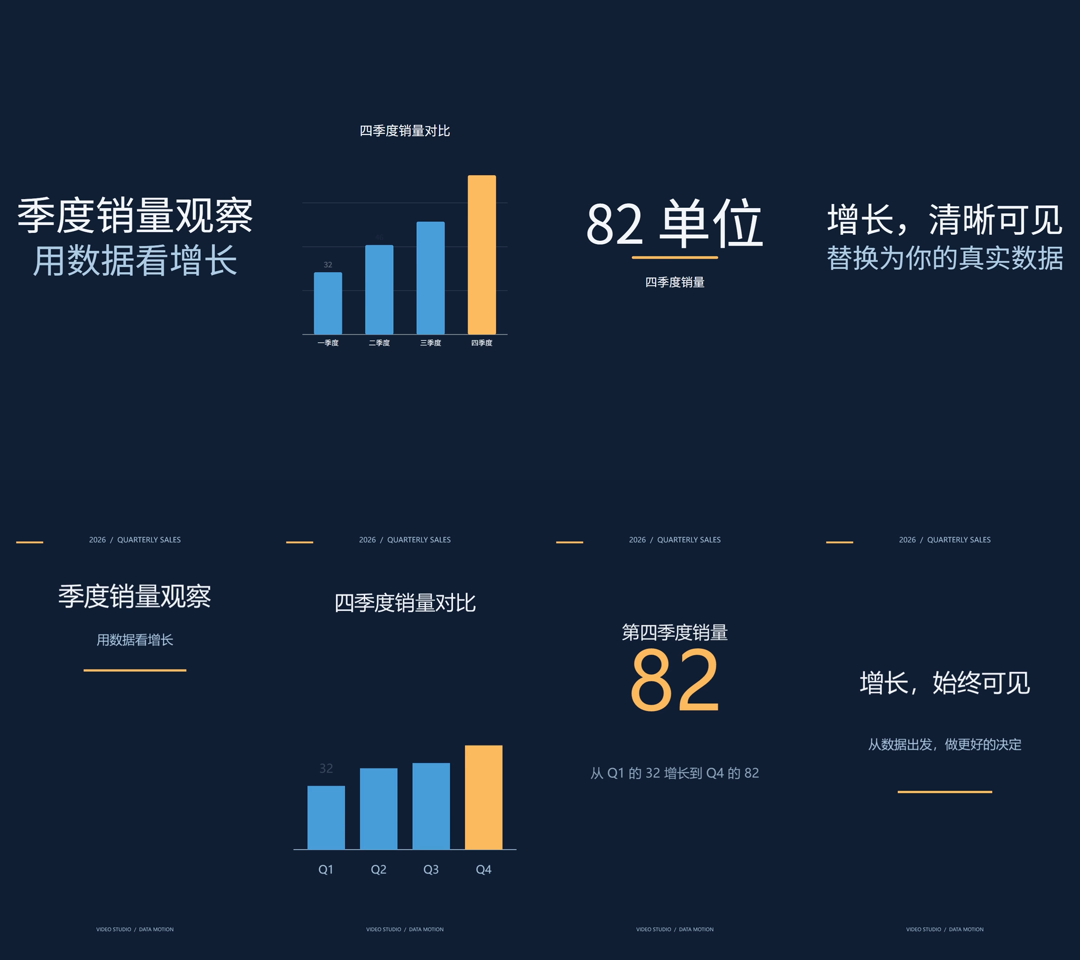 季度销量观察
用数据看增长
四季度销量对比
32
一季度
二季度
三季度
四季度
82 单位
四季度销量
增长，清晰可见
替换为你的真实数据
2026 / QUARTERLY SALES
季度销量观察
用数据看增长
VIDEO STUDIO / DATA MOTION
2026 / QUARTERLY SALES
四季度销量对比
32
Q1
Q2
Q3
Q4
VIDEO STUDIO / DATA MOTION
2026 / QUARTERLY SALES
第四季度销量
82
从 Q1 的 32 增长到 Q4 的 82
VIDEO STUDIO / DATA MOTION
2026 / QUARTERLY SALES
增长，始终可见
从数据出发，做更好的决定
VIDEO STUDIO / DATA MOTION